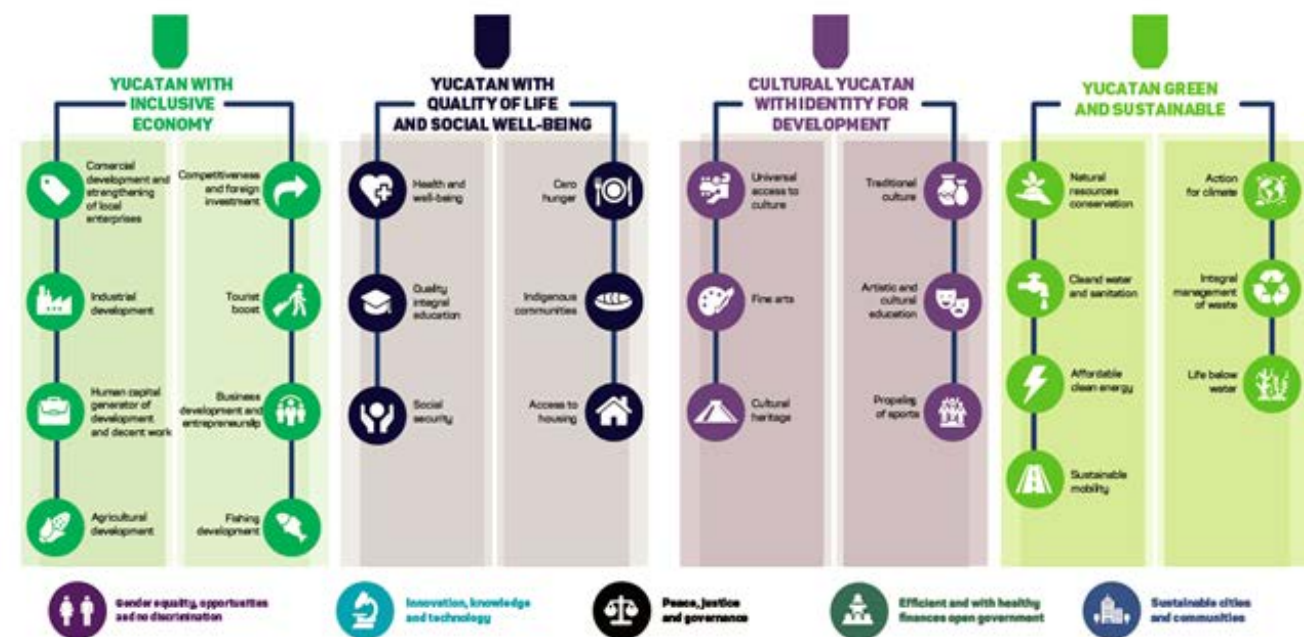 YUCATAN WITH
INCLUSIVE
ECONOMY
Comercial
development and
strengthening
of local
enterprises
Industrial
development
Human capital
generator of
development
and decent work
Agricultural
development
Competitiveness
and foreign
investment
Tourist
boost
Business
development and
entrepreneurship
Fishing
development
YUCATAN WITH
QUALITY OF LIFE
AND SOCIAL WELL-BEING
Health and
well-being
Quality
integral
education
Social
security
Cero
hunger
Indigenous
communities
Access to
housing
CULTURAL YUCATAN
WITH IDENTITY FOR
DEVELOPMENT
Universal
access to
culture
Fine arts
Cultural
heritage
Traditional
culture
Artistic and
cultural
education
Propeling
of sports
YUCATAN GREEN
AND SUSTAINABLE
Natural
resources
conservation
Cleand water
and sanitation
Affordable
clean energy
Sustainable
mobility
Action
for climate
Integral
management
of waste
Life below
water
Gender equality, opportunities
and no discrimination
Innovation, knowledge
and technology
Peace, justice
and governance
Efficient and with healthy
finances open government
Sustainable cities
and communities